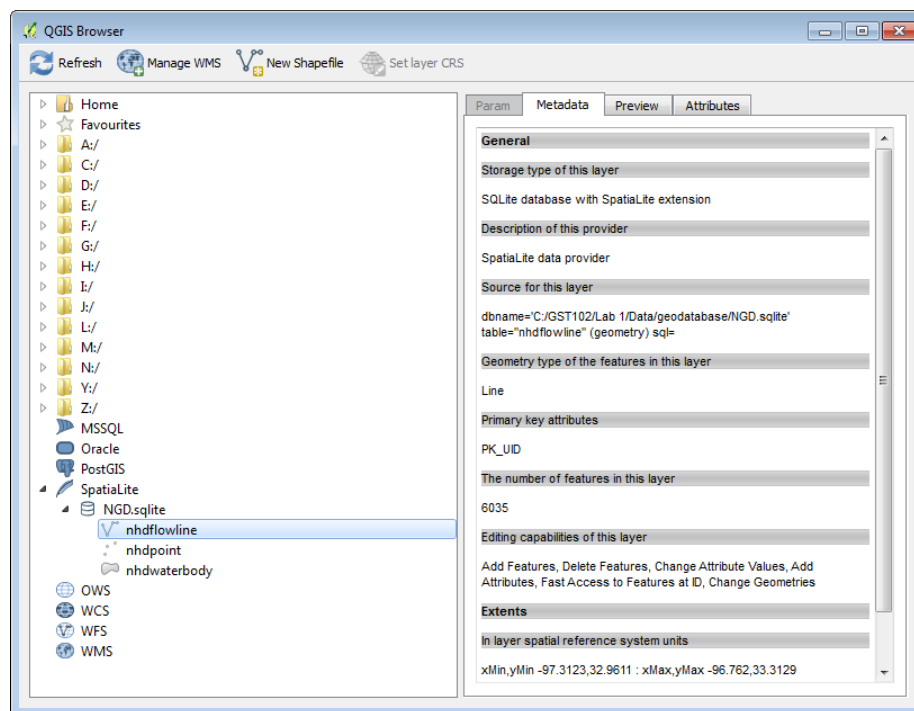 QGIS Browser
Refresh Manage WMS New Shapefile Set layer CRS
Home
Favourites
A:/
C:/
D:/
E:/
F:/
G:/
H:/
I:/
J:/
L:/
M:/
N:/
Y:/
Z:/
MSSQL
Oracle
PostGIS
SpatiaLite
NGD.sqlite
nhdflowline
nhdpoint
nhdwaterbody
OWS
WCS
WFS
WMS
Param Metadata Preview Attributes
General
Storage type of this layer
SQLite database with SpatiaLite extension
Description of this provider
SpatiaLite data provider
Source for this layer
dbname='C:/GST102/Lab 1/Data/geodatabase/NGD.sqlite'
table="nhdflowline" (geometry) sql=
Geometry type of the features in this layer
Line
Primary key attributes
PK_UID
The number of features in this layer
6035
Editing capabilities of this layer
Add Features, Delete Features, Change Attribute Values, Add
Attributes, Fast Access to Features at ID, Change Geometries
Extents
In layer spatial reference system units
xMin,yMin -97.3123,32.9611 : xMax,yMax -96.762,33.3129